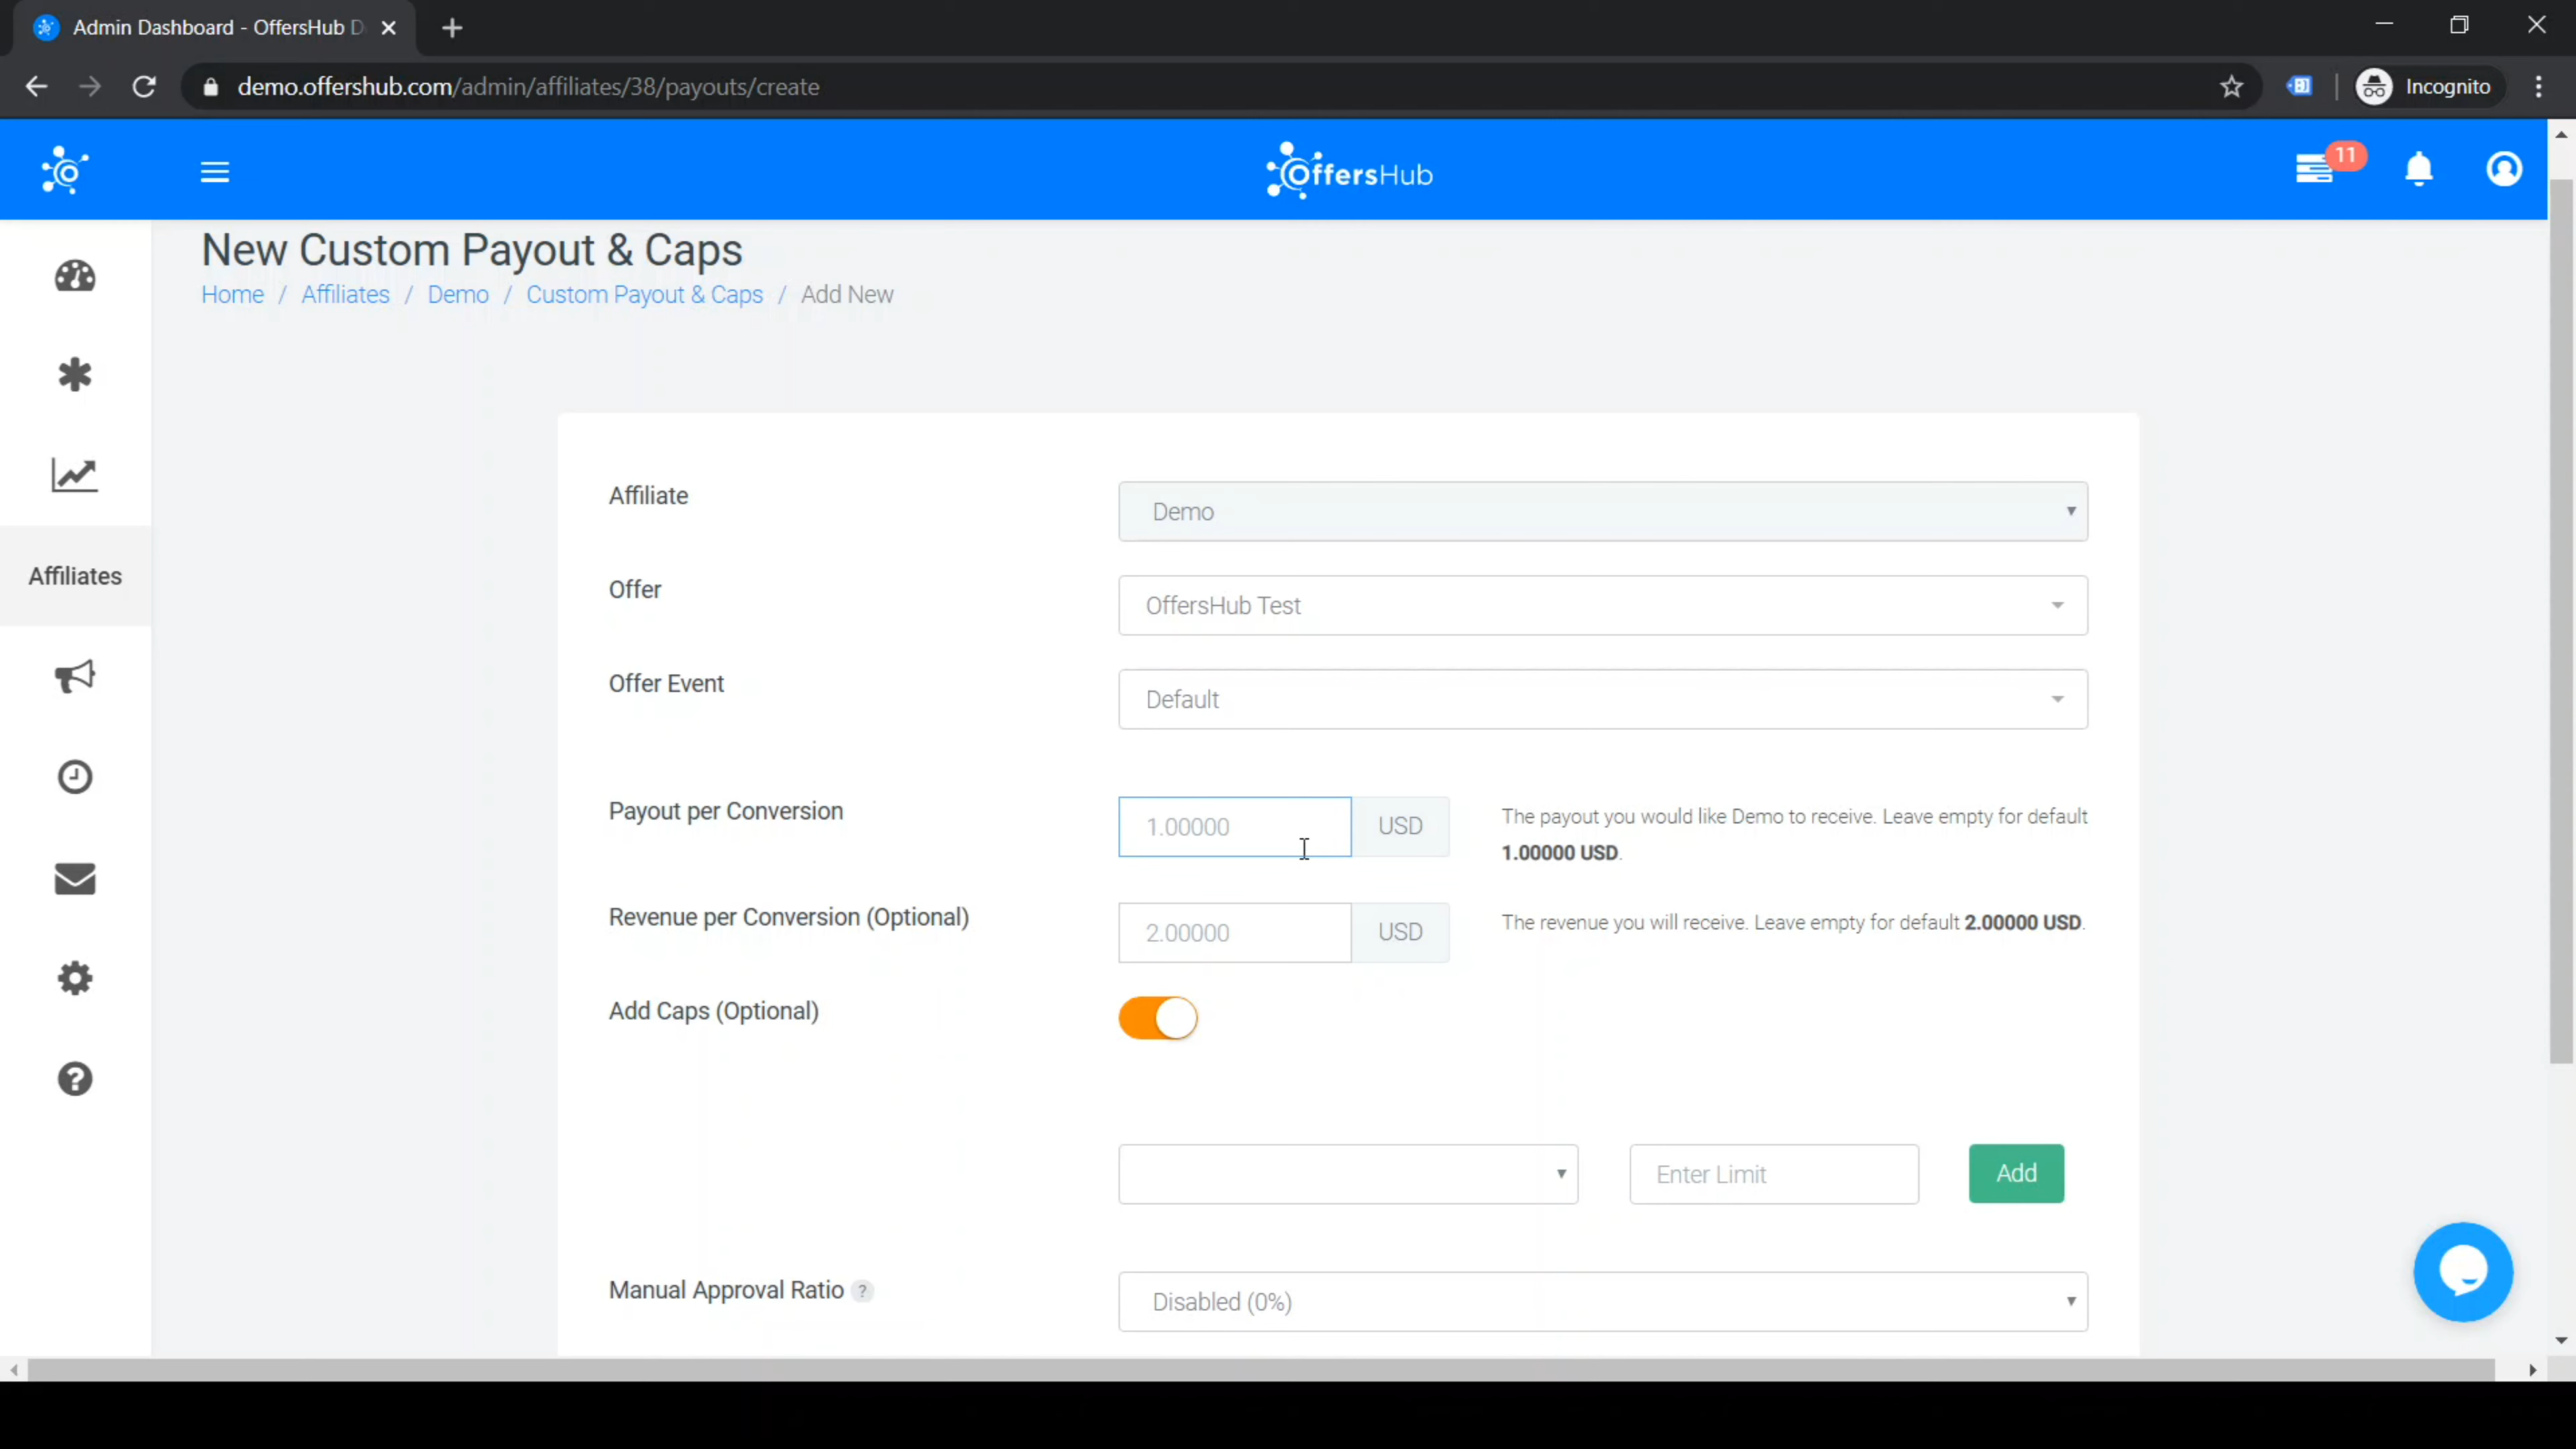 Admin Dashboard - OffersHub D
demo.offershub.com/admin/affiliates/38/payouts/create
Incognito
OffersHub
11
New Custom Payout & Caps
Home / Affiliates / Demo / Custom Payout & Caps / Add New
Affiliate
Demo
Offer
OffersHub Test
Affiliates
Offer Event
Default
Payout per Conversion
1.00000 USD
The payout you would like Demo to receive. Leave empty for default
1.00000 USD.
Revenue per Conversion (Optional)
2.00000 USD
The revenue you will receive. Leave empty for default 2.00000 USD.
Add Caps (Optional)
Enter Limit
Add
Manual Approval Ratio ?
Disabled (0%)